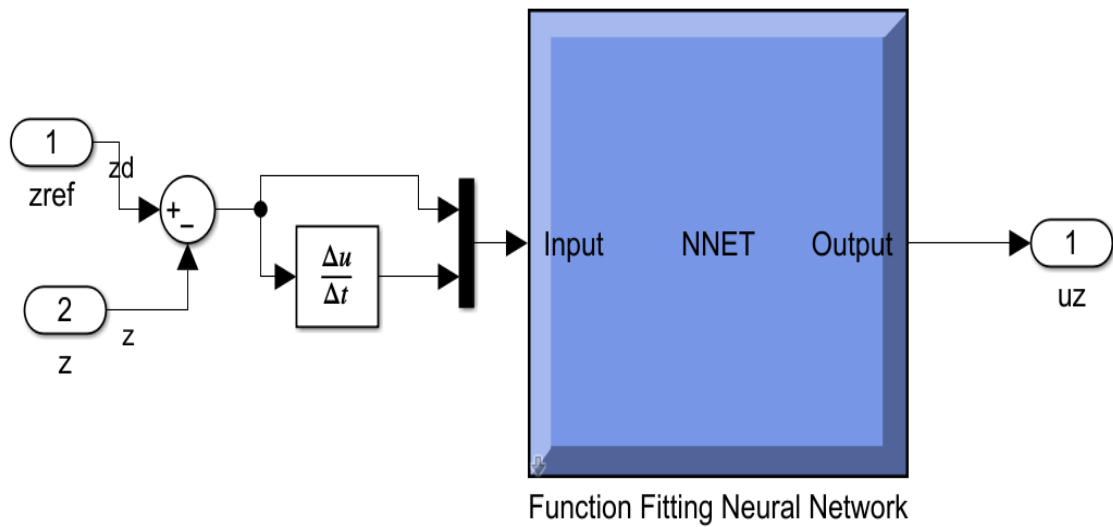 1
zd
zref
+
−
2
z
z
Δu
Δt
Input
NNET
Output
1
uz
Function Fitting Neural Network